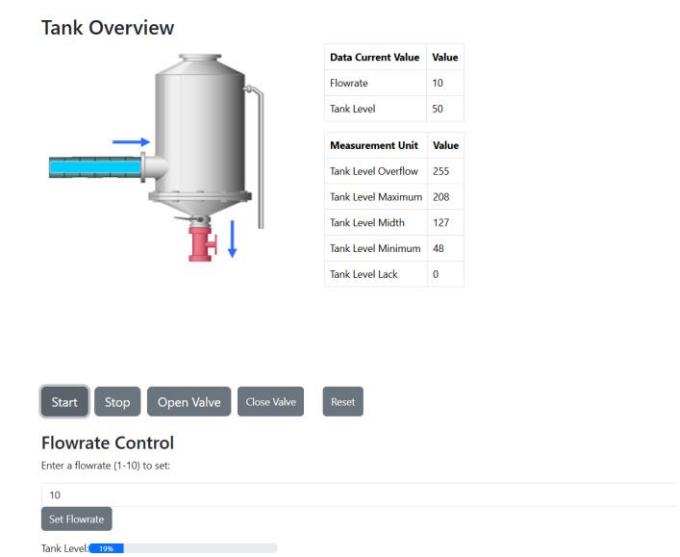 Tank Overview
Data Current Value Value
Flowrate 10
Tank Level 50
Measurement Unit Value
Tank Level Overflow 255
Tank Level Maximum 208
Tank Level Midth 127
Tank Level Minimum 48
Tank Level Lack 0
Start Stop Open Valve Close Valve Reset
Flowrate Control
Enter a flowrate (1-10) to set:
10
Set Flowrate
Tank Level: 19%